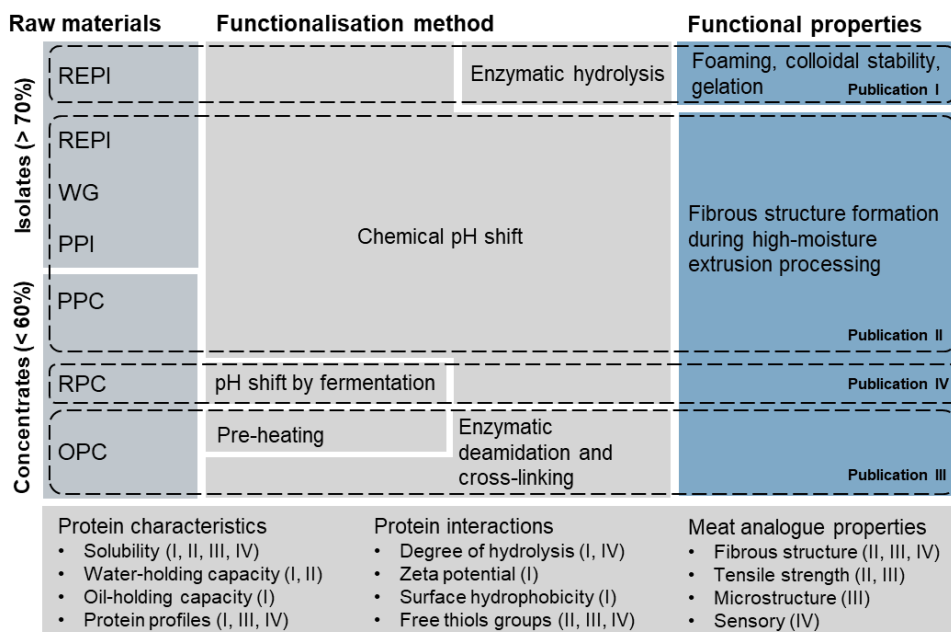 Raw materials
Functionalisation method
Functional properties
Isolates (> 70%)
Concentrates (< 60%)
REPI
Enzymatic hydrolysis
Foaming, colloidal stability,
gelation
Publication I
REPI
WG
PPI
PPC
Chemical pH shift
Fibrous structure formation
during high-moisture
extrusion processing
Publication II
RPC
pH shift by fermentation
Publication IV
OPC
Pre-heating
Enzymatic
deamidation and
cross-linking
Publication III
Protein characteristics
• Solubility (I, II, III, IV)
• Water-holding capacity (I, II)
• Oil-holding capacity (I)
• Protein profiles (I, III, IV)
Protein interactions
• Degree of hydrolysis (I, IV)
• Zeta potential (I)
• Surface hydrophobicity (I)
• Free thiols groups (II, III, IV)
Meat analogue properties
• Fibrous structure (II, III, IV)
• Tensile strength (II, III)
• Microstructure (III)
• Sensory (IV)